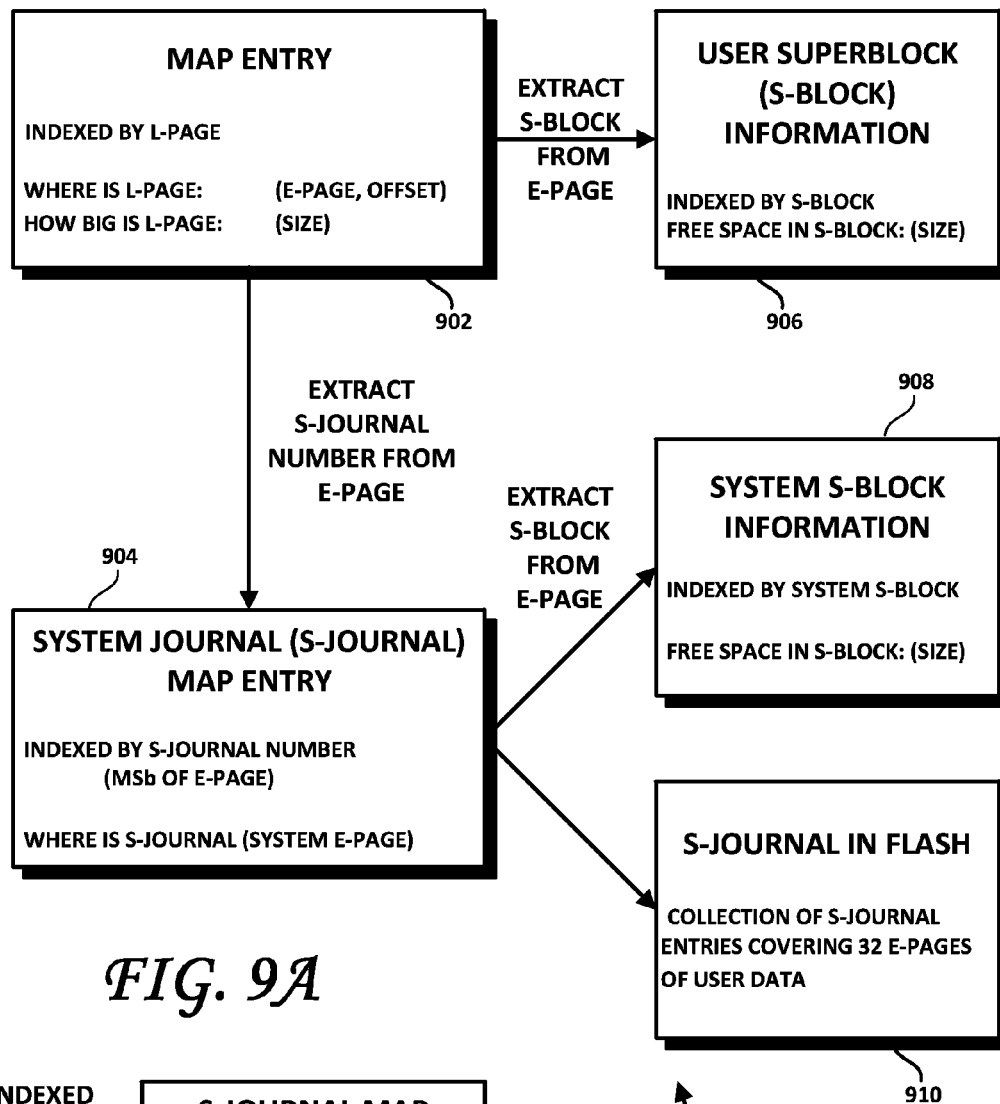 MAP ENTRY
INDEXED BY L-PAGE
WHERE IS L-PAGE: (E-PAGE, OFFSET)
HOW BIG IS L-PAGE: (SIZE)
902
EXTRACT
S-BLOCK
FROM
E-PAGE
USER SUPERBLOCK
(S-BLOCK)
INFORMATION
INDEXED BY S-BLOCK
FREE SPACE IN S-BLOCK: (SIZE)
906
EXTRACT
S-JOURNAL
NUMBER FROM
E-PAGE
908
SYSTEM S-BLOCK
INFORMATION
INDEXED BY SYSTEM S-BLOCK
FREE SPACE IN S-BLOCK: (SIZE)
EXTRACT
S-BLOCK
FROM
E-PAGE
904
SYSTEM JOURNAL (S-JOURNAL)
MAP ENTRY
INDEXED BY S-JOURNAL NUMBER
(MSb OF E-PAGE)
WHERE IS S-JOURNAL (SYSTEM E-PAGE)
S-JOURNAL IN FLASH
COLLECTION OF S-JOURNAL
ENTRIES COVERING 32 E-PAGES
OF USER DATA
910
FIG. 9A